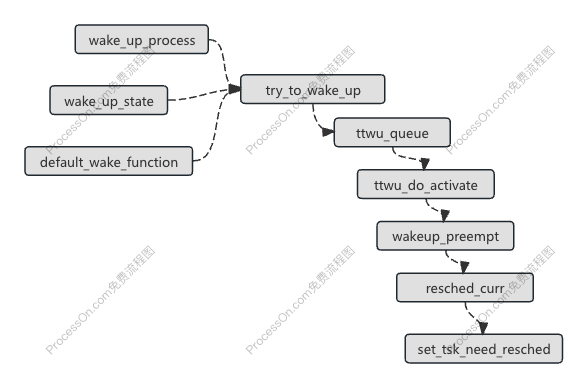 wake_up_process
wake_up_state
default_wake_function
try_to_wake_up
ttwu_queue
ttwu_do_activate
wakeup_preempt
resched_curr
set_tsk_need_resched
ProcessOn.com免费流程图
ProcessOn.com免费流程图
ProcessOn.com免费流程图
ProcessOn.com免费流程图
ProcessOn.com免费流程图
ProcessOn.com免费流程图